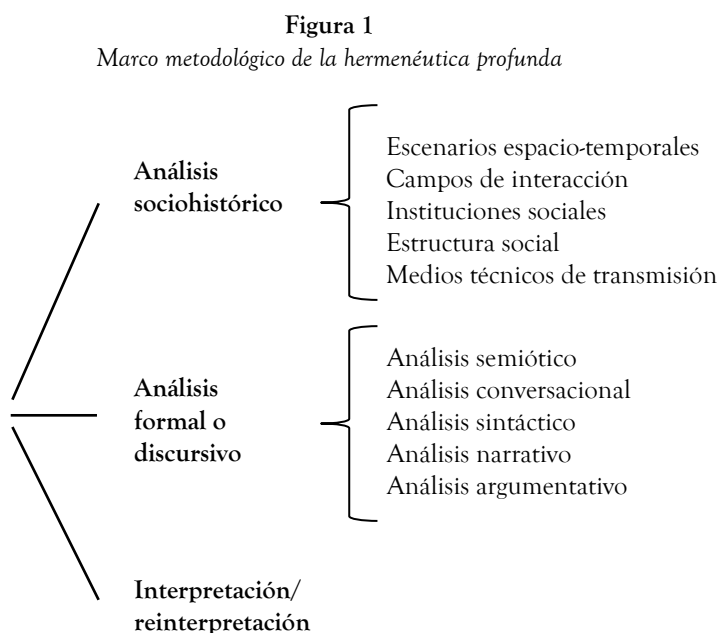 Figura 1
Marco metodológico de la hermenéutica profunda
Análisis
sociohistórico
Escenarios espacio-temporales
Campos de interacción
Instituciones sociales
Estructura social
Medios técnicos de transmisión
Análisis
formal o
discursivo
Análisis semiótico
Análisis conversacional
Análisis sintáctico
Análisis narrativo
Análisis argumentativo
Interpretación/
reinterpretación